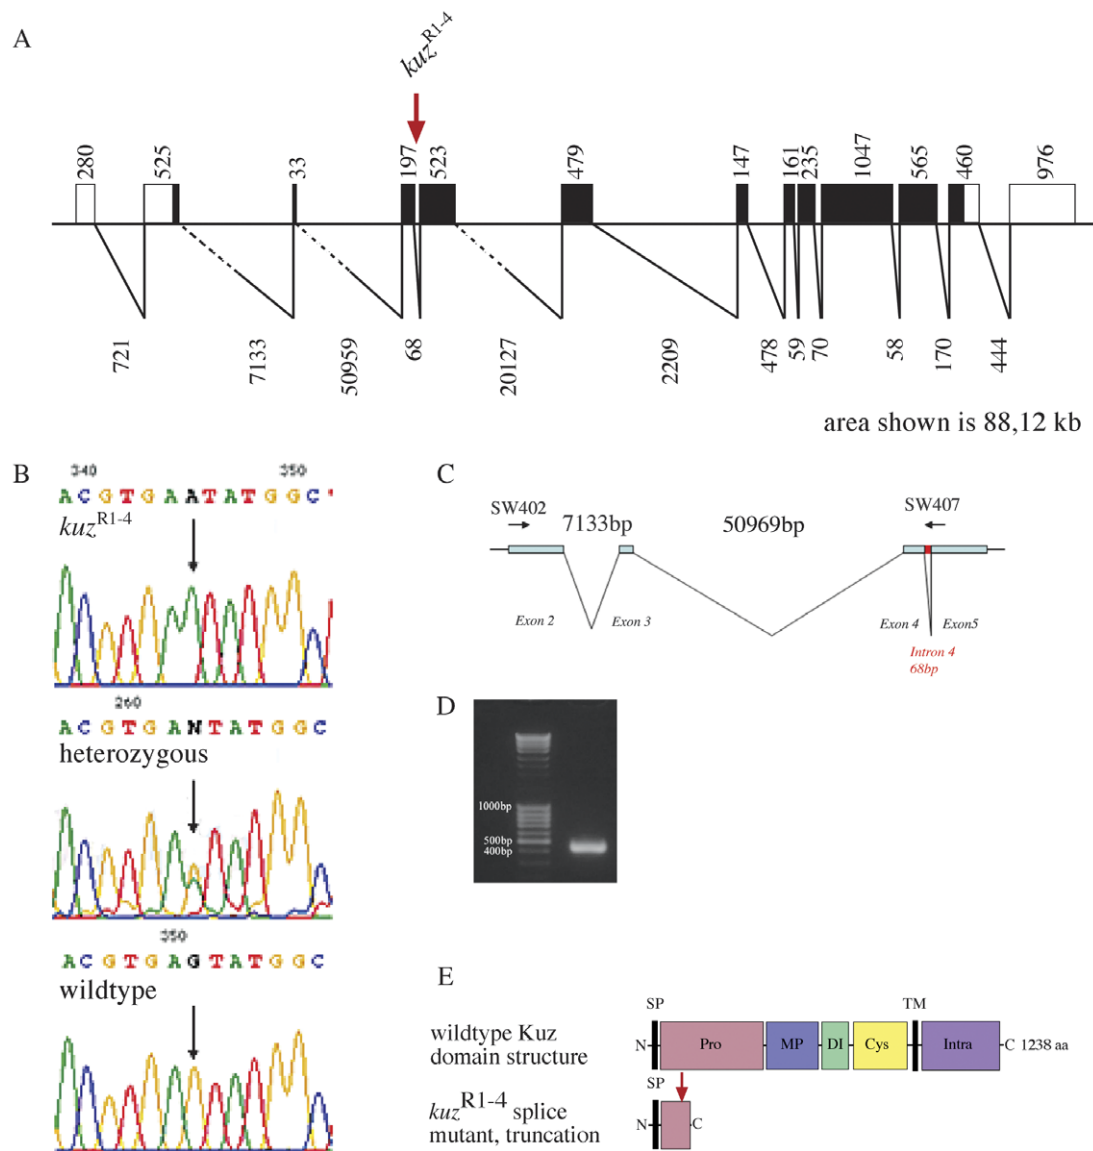 A
kuz^R1-4
280 525 33 197 523 479 147 161 235 1047 565 460 976
721 7133 50959 68 20127 2209 478 59 70 58 170 444
area shown is 88,12 kb
B
340 350
A C G T G A A T A T G G C
kuz^R1-4
260
A C G T G A N T A T G G C
heterozygous
350
A C G T G A G T A T G G C
wildtype
C
SW402 7133bp 50969bp SW407
Exon 2 Exon 3 Exon 4 Exon5
Intron 4
68bp
D
1000bp
500bp
400bp
E
SP TM
wildtype Kuz
domain structure
N Pro MP DI Cys Intra C 1238 aa
SP
kuz^R1-4 splice
mutant, truncation
N C